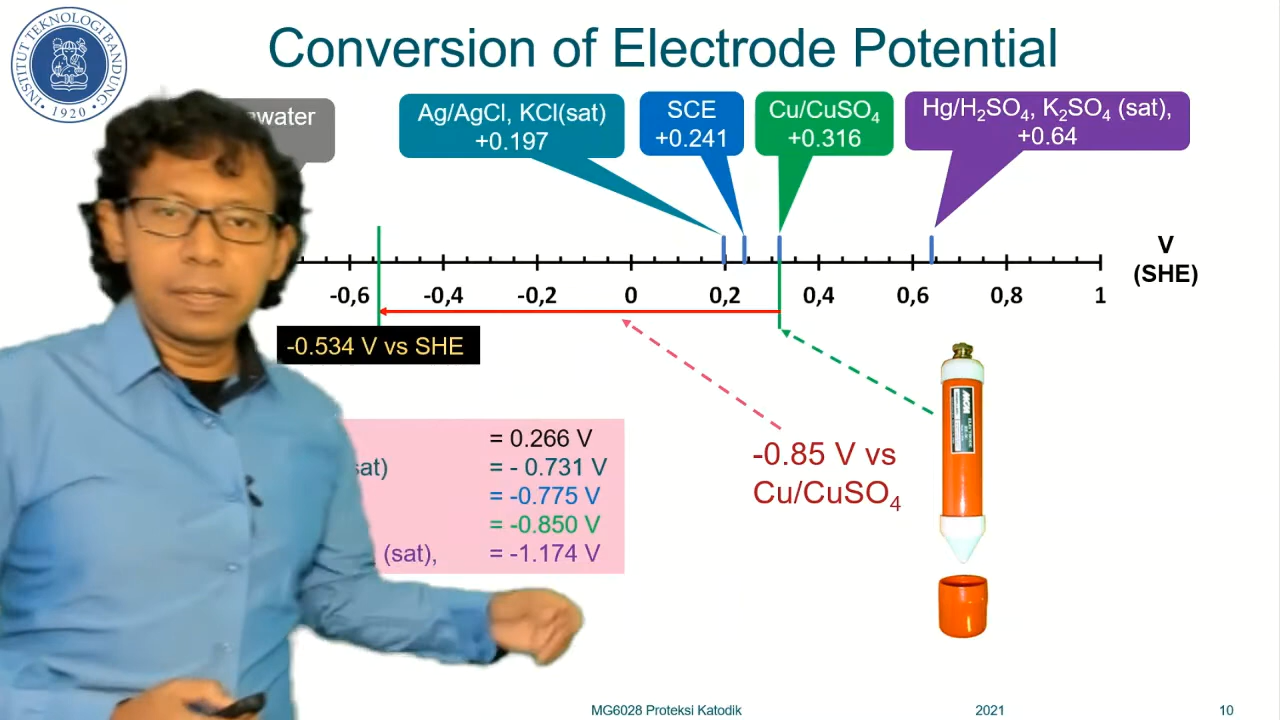 Conversion of Electrode Potential
INSTITUT TEKNOLOGI BANDUNG
1920
Ag/AgCl, KCl(sat)
+0.197
SCE
+0.241
Cu/CuSO₄
+0.316
Hg/H₂SO₄, K₂SO₄ (sat),
+0.64
V
(SHE)
-0,6 -0,4 -0,2 0 0,2 0,4 0,6 0,8 1
-0.534 V vs SHE
= 0.266 V
= - 0.731 V
= -0.775 V
= -0.850 V
(sat), = -1.174 V
-0.85 V vs
Cu/CuSO₄
MG6028 Proteksi Katodik 2021 10